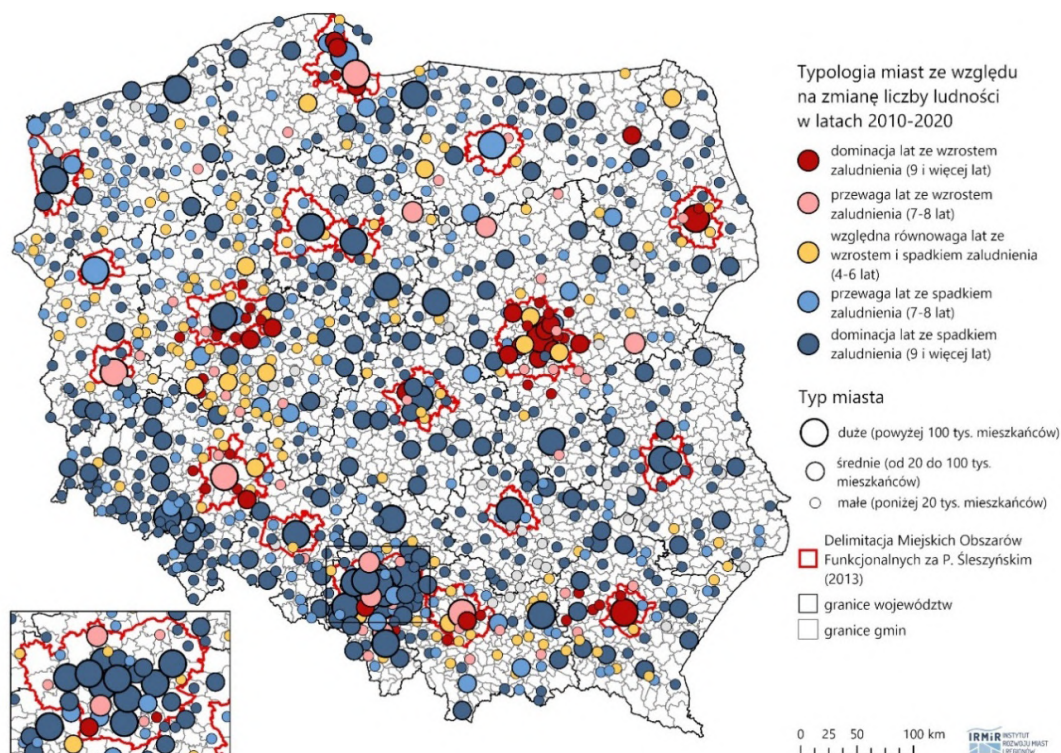 Typologia miast ze względu
na zmianę liczby ludności
w latach 2010-2020
dominacja lat ze wzrostem
zaludnienia (9 i więcej lat)
przewaga lat ze wzrostem
zaludnienia (7-8 lat)
względna równowaga lat ze
wzrostem i spadkiem zaludnienia
(4-6 lat)
przewaga lat ze spadkiem
zaludnienia (7-8 lat)
dominacja lat ze spadkiem
zaludnienia (9 i więcej lat)
Typ miasta
duże (powyżej 100 tys. mieszkańców)
średnie (od 20 do 100 tys.
mieszkańców)
małe (poniżej 20 tys. mieszkańców)
Delimitacja Miejskich Obszarów
Funkcjonalnych za P. Śleszyńskim
(2013)
granice województw
granice gmin
0 25 50 100 km
IRMiR INSTYTUT
ROZWOJU MIAST
I REGIONÓW